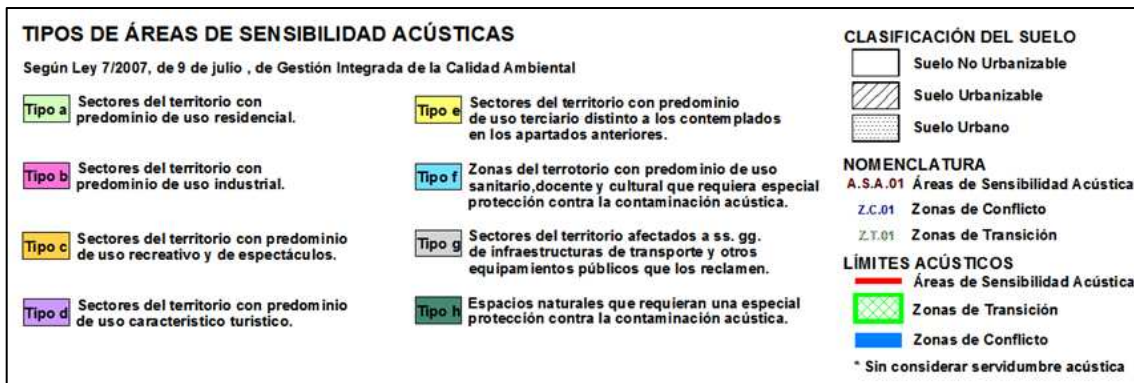 TIPOS DE ÁREAS DE SENSIBILIDAD ACÚSTICAS
Según Ley 7/2007, de 9 de julio , de Gestión Integrada de la Calidad Ambiental
Tipo a Sectores del territorio con
predominio de uso residencial.
Tipo b Sectores del territorio con
predominio de uso industrial.
Tipo c Sectores del territorio con predominio
de uso recreativo y de espectáculos.
Tipo d Sectores del territorio con predominio
de uso característico turistico.
Tipo e Sectores del territorio con predominio
de uso terciario distinto a los contemplados
en los apartados anteriores.
Tipo f Zonas del terrotorio con predominio de uso
sanitario,docente y cultural que requiera especial
protección contra la contaminación acústica.
Tipo g Sectores del territorio afectados a ss. gg.
de infraestructuras de transporte y otros
equipamientos públicos que los reclamen.
Tipo h Espacios naturales que requieran una especial
protección contra la contaminación acústica.
CLASIFICACIÓN DEL SUELO
Suelo No Urbanizable
Suelo Urbanizable
Suelo Urbano
NOMENCLATURA
A.S.A.01 Áreas de Sensibilidad Acústica
Z.C.01 Zonas de Conflicto
Z.T.01 Zonas de Transición
LÍMITES ACÚSTICOS
Áreas de Sensibilidad Acústica
Zonas de Transición
Zonas de Conflicto
* Sin considerar servidumbre acústica